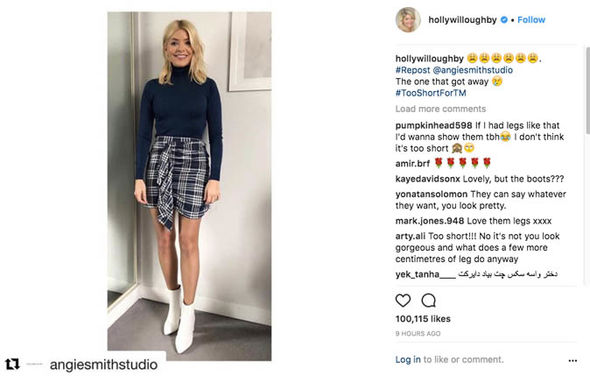 hollywilloughby • Follow
hollywilloughby 😩😩😩😩😩😩.
#Repost @angiesmithstudio
The one that got away 😢
#TooShortForTM
Load more comments
pumpkinhead598 If I had legs like that
I'd wanna show them tbh😂 I don't think
it's too short 🙈
amir.brf 🌹🌹🌹🌹🌹
kayedavidsonx Lovely, but the boots???
yonatansolomon They can say whatever
they want, you look pretty.
mark.jones.948 Love them legs xxxx
arty.ali Too short!!! No it's not you look
gorgeous and what does a few more
centimetres of leg do anyway
yek_tanha____ دختر واسه سکس چت بیاد دایرکت
100,115 likes
9 HOURS AGO
Log in to like or comment.
angiesmithstudio